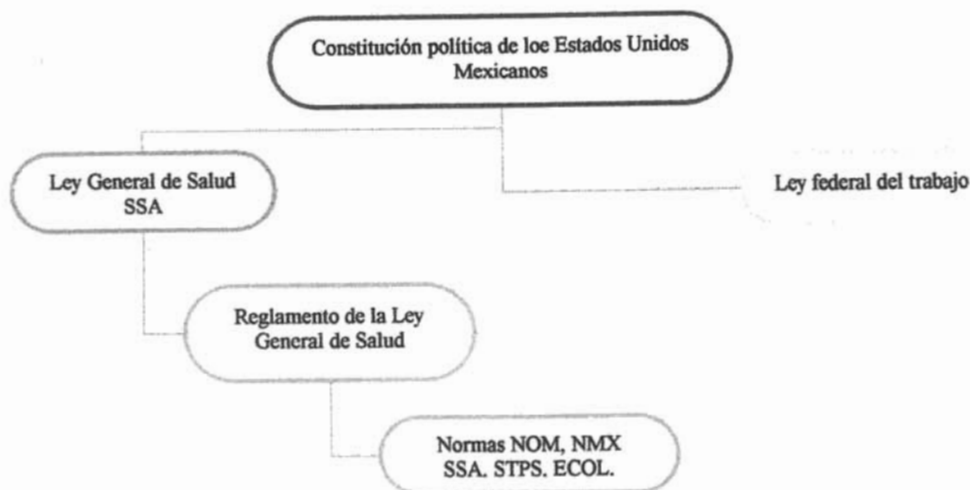 Constitución política de loe Estados Unidos
Mexicanos
Ley General de Salud
SSA
Ley federal del trabajo
Reglamento de la Ley
General de Salud
Normas NOM, NMX
SSA. STPS. ECOL.